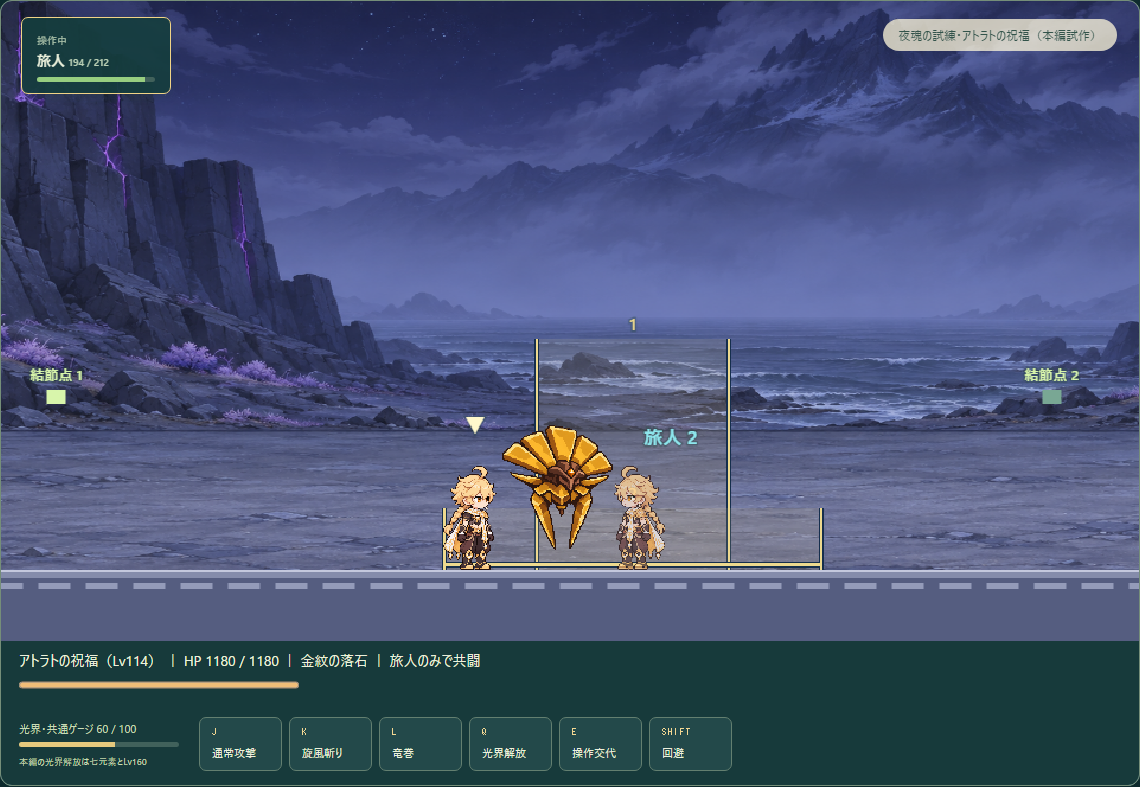 操作中
旅人 194 / 212
夜魂の試練・アトラトの祝福（本編試作）
1
結節点 1
結節点 2
旅人 2
アトラトの祝福（Lv114） | HP 1180 / 1180 | 金紋の落石 | 旅人のみで共闘
光界・共通ゲージ 60 / 100
本編の光界解放は七元素とLv160
J
通常攻撃
K
旋風斬り
L
竜巻
Q
光界解放
E
操作交代
SHIFT
回避